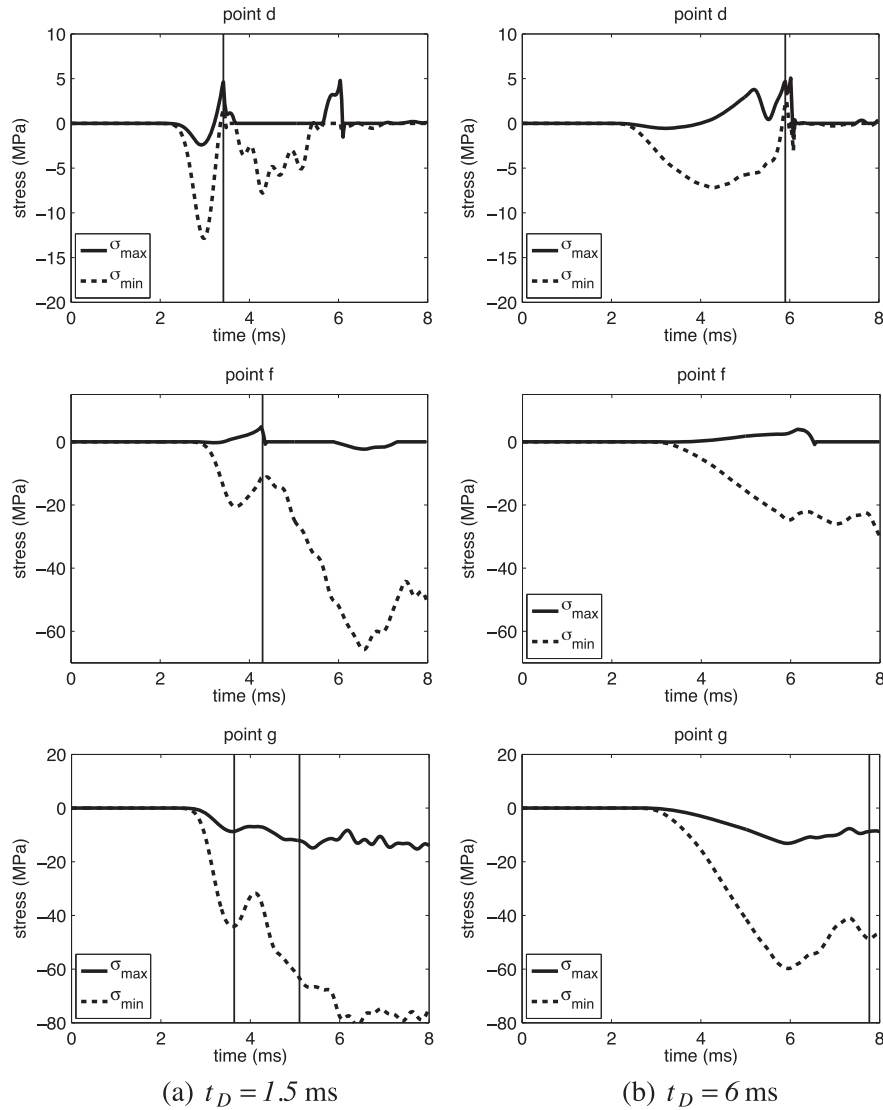 point d
10
5
0
−5
−10
−15
−20
stress (MPa)
σmax
σmin
0 2 4 6 8
time (ms)
point d
10
5
0
−5
−10
−15
−20
stress (MPa)
σmax
σmin
0 2 4 6 8
time (ms)
point f
0
−20
−40
−60
stress (MPa)
σmax
σmin
0 2 4 6 8
time (ms)
point f
0
−20
−40
−60
stress (MPa)
σmax
σmin
0 2 4 6 8
time (ms)
point g
20
0
−20
−40
−60
−80
stress (MPa)
σmax
σmin
0 2 4 6 8
time (ms)
point g
20
0
−20
−40
−60
−80
stress (MPa)
σmax
σmin
0 2 4 6 8
time (ms)
(a) tD = 1.5 ms
(b) tD = 6 ms